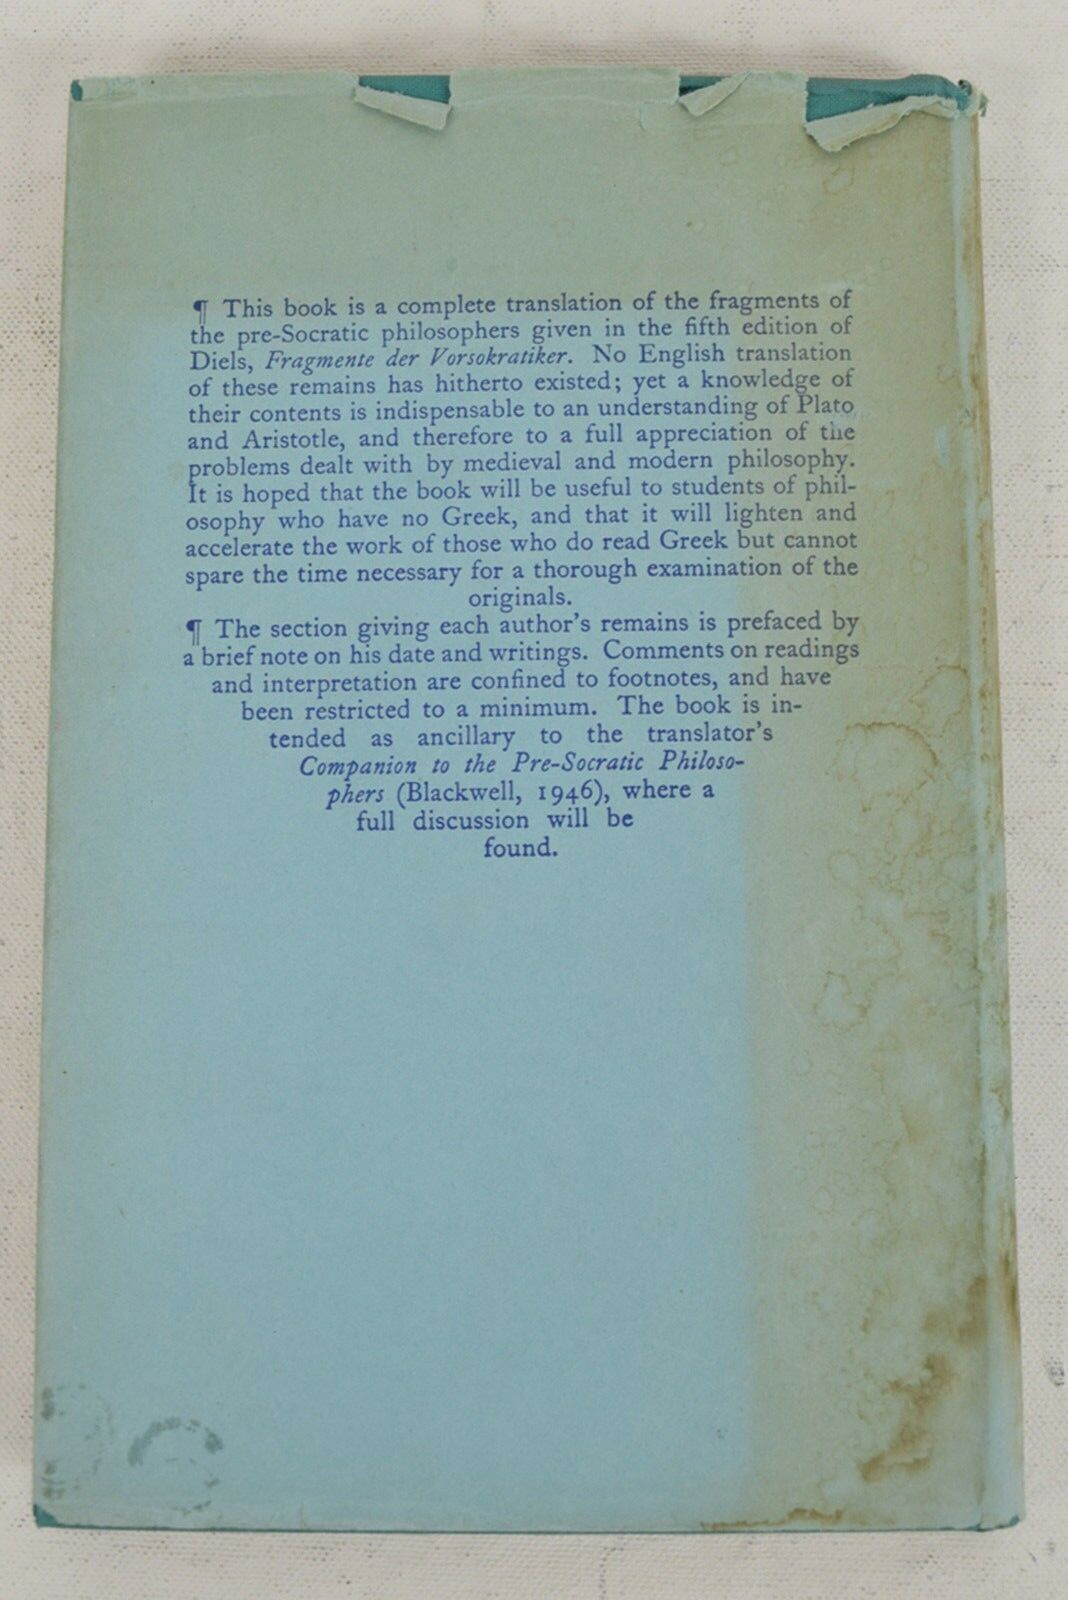 ¶ This book is a complete translation of the fragments of
the pre-Socratic philosophers given in the fifth edition of
Diels, Fragmente der Vorsokratiker. No English translation
of these remains has hitherto existed; yet a knowledge of
their contents is indispensable to an understanding of Plato
and Aristotle, and therefore to a full appreciation of the
problems dealt with by medieval and modern philosophy.
It is hoped that the book will be useful to students of phil-
osophy who have no Greek, and that it will lighten and
accelerate the work of those who do read Greek but cannot
spare the time necessary for a thorough examination of the
originals.
¶ The section giving each author's remains is prefaced by
a brief note on his date and writings. Comments on readings
and interpretation are confined to footnotes, and have
been restricted to a minimum. The book is in-
tended as ancillary to the translator's
Companion to the Pre-Socratic Philoso-
phers (Blackwell, 1946), where a
full discussion will be
found.